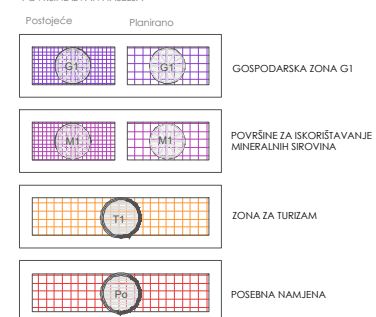 Postojeće Planirano
G1 G1 GOSPODARSKA ZONA G1
M1 M1 POVRŠINE ZA ISKORIŠTAVANJE
MINERALNIH SIROVINA
T1 ZONA ZA TURIZAM
Po POSEBNA NAMJENA